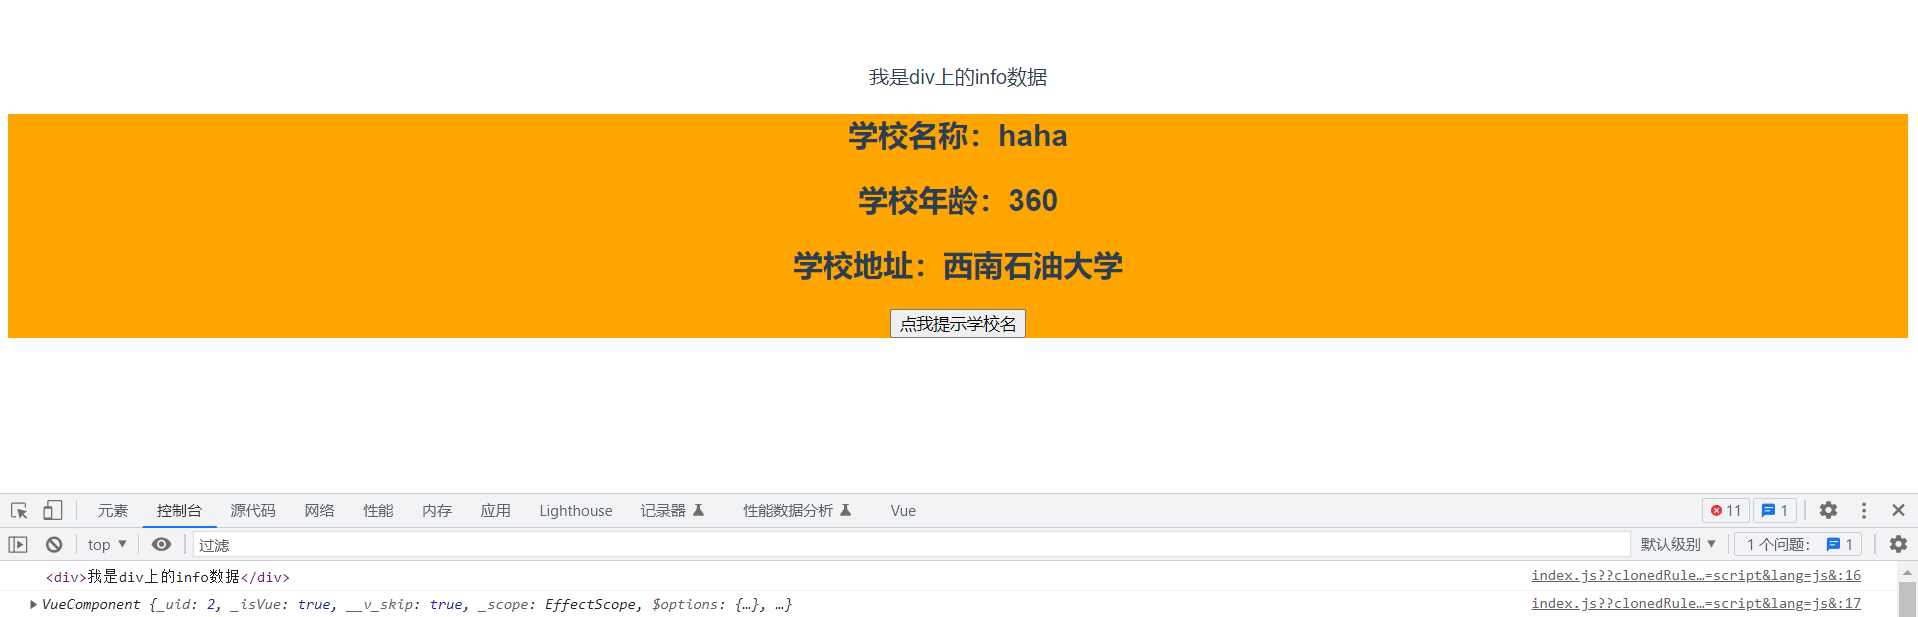 我是div上的info数据
学校名称：haha
学校年龄：360
学校地址：西南石油大学
点我提示学校名
元素 控制台 源代码 网络 性能 内存 应用 Lighthouse 记录器 性能数据分析 Vue 11 1
top 过滤 默认级别 1 个问题： 1
<div>我是div上的info数据</div> index.js??clonedRule…=script&lang=js&:16
VueComponent {_uid: 2, _isVue: true, __v_skip: true, _scope: EffectScope, $options: {…}, …} index.js??clonedRule…=script&lang=js&:17